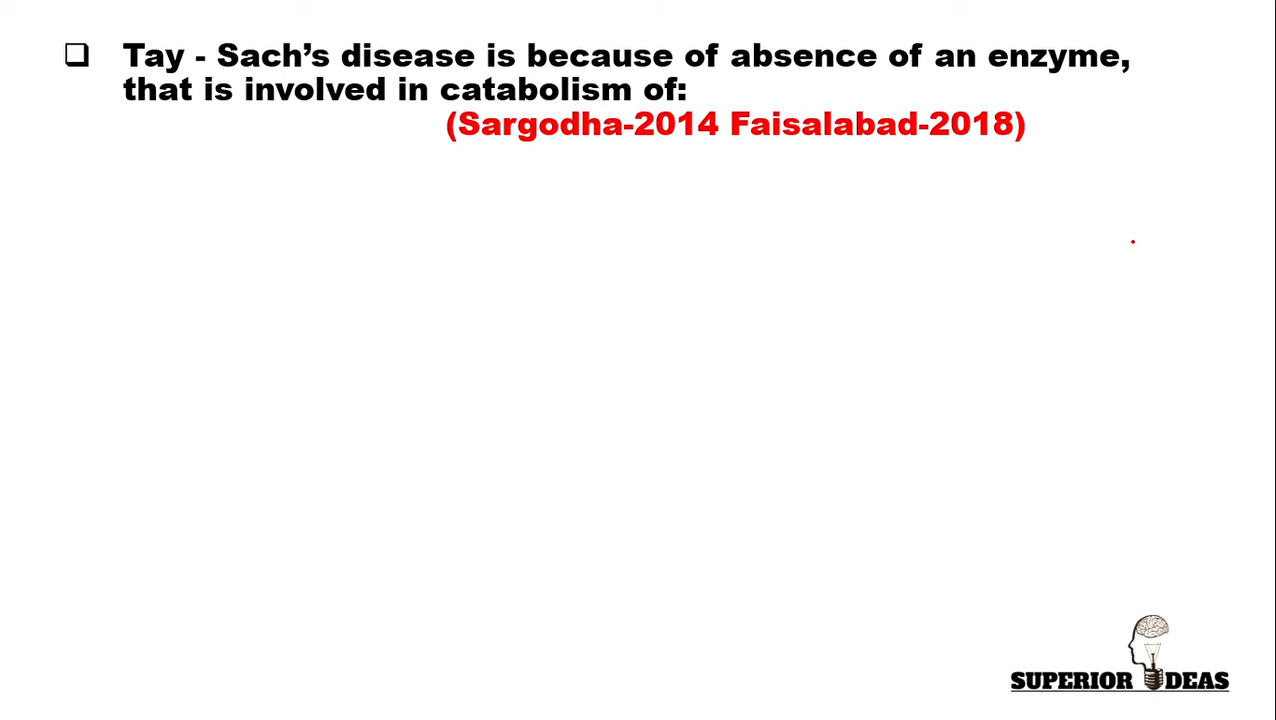 ❑ Tay - Sach’s disease is because of absence of an enzyme,
that is involved in catabolism of:
(Sargodha-2014 Faisalabad-2018)
SUPERIOR IDEAS